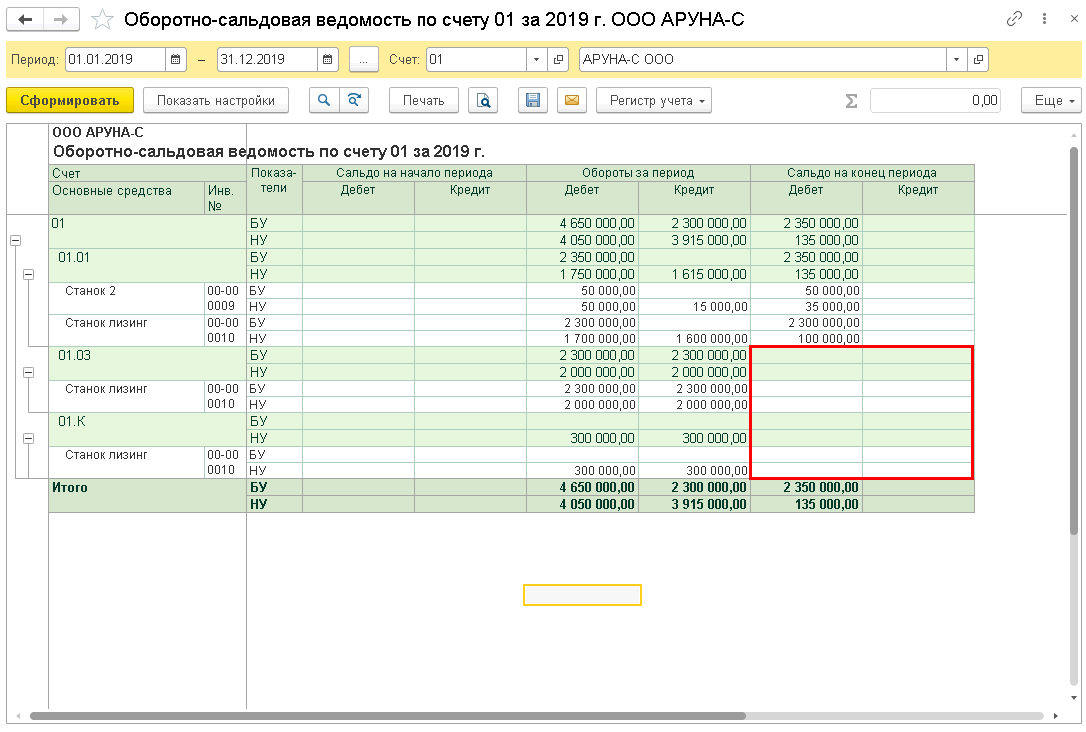 Оборотно-сальдовая ведомость по счету 01 за 2019 г. ООО АРУНА-С
Период: 01.01.2019 – 31.12.2019 ... Счет: 01 АРУНА-С ООО
Сформировать Показать настройки Печать Регистр учета Σ 0,00 Еще
ООО АРУНА-С
Оборотно-сальдовая ведомость по счету 01 за 2019 г.
Счет Показа- Сальдо на начало периода Обороты за период Сальдо на конец периода
Основные средства Инв. тели Дебет Кредит Дебет Кредит Дебет Кредит
№
01 БУ 4 650 000,00 2 300 000,00 2 350 000,00
НУ 4 050 000,00 3 915 000,00 135 000,00
01.01 БУ 2 350 000,00 2 350 000,00
НУ 1 750 000,00 1 615 000,00 135 000,00
Станок 2 00-00 БУ 50 000,00 50 000,00
0009 НУ 50 000,00 15 000,00 35 000,00
Станок лизинг 00-00 БУ 2 300 000,00 2 300 000,00
0010 НУ 1 700 000,00 1 600 000,00 100 000,00
01.03 БУ 2 300 000,00 2 300 000,00
НУ 2 000 000,00 2 000 000,00
Станок лизинг 00-00 БУ 2 300 000,00 2 300 000,00
0010 НУ 2 000 000,00 2 000 000,00
01.К БУ
НУ 300 000,00 300 000,00
Станок лизинг 00-00 БУ
0010 НУ 300 000,00 300 000,00
Итого БУ 4 650 000,00 2 300 000,00 2 350 000,00
НУ 4 050 000,00 3 915 000,00 135 000,00